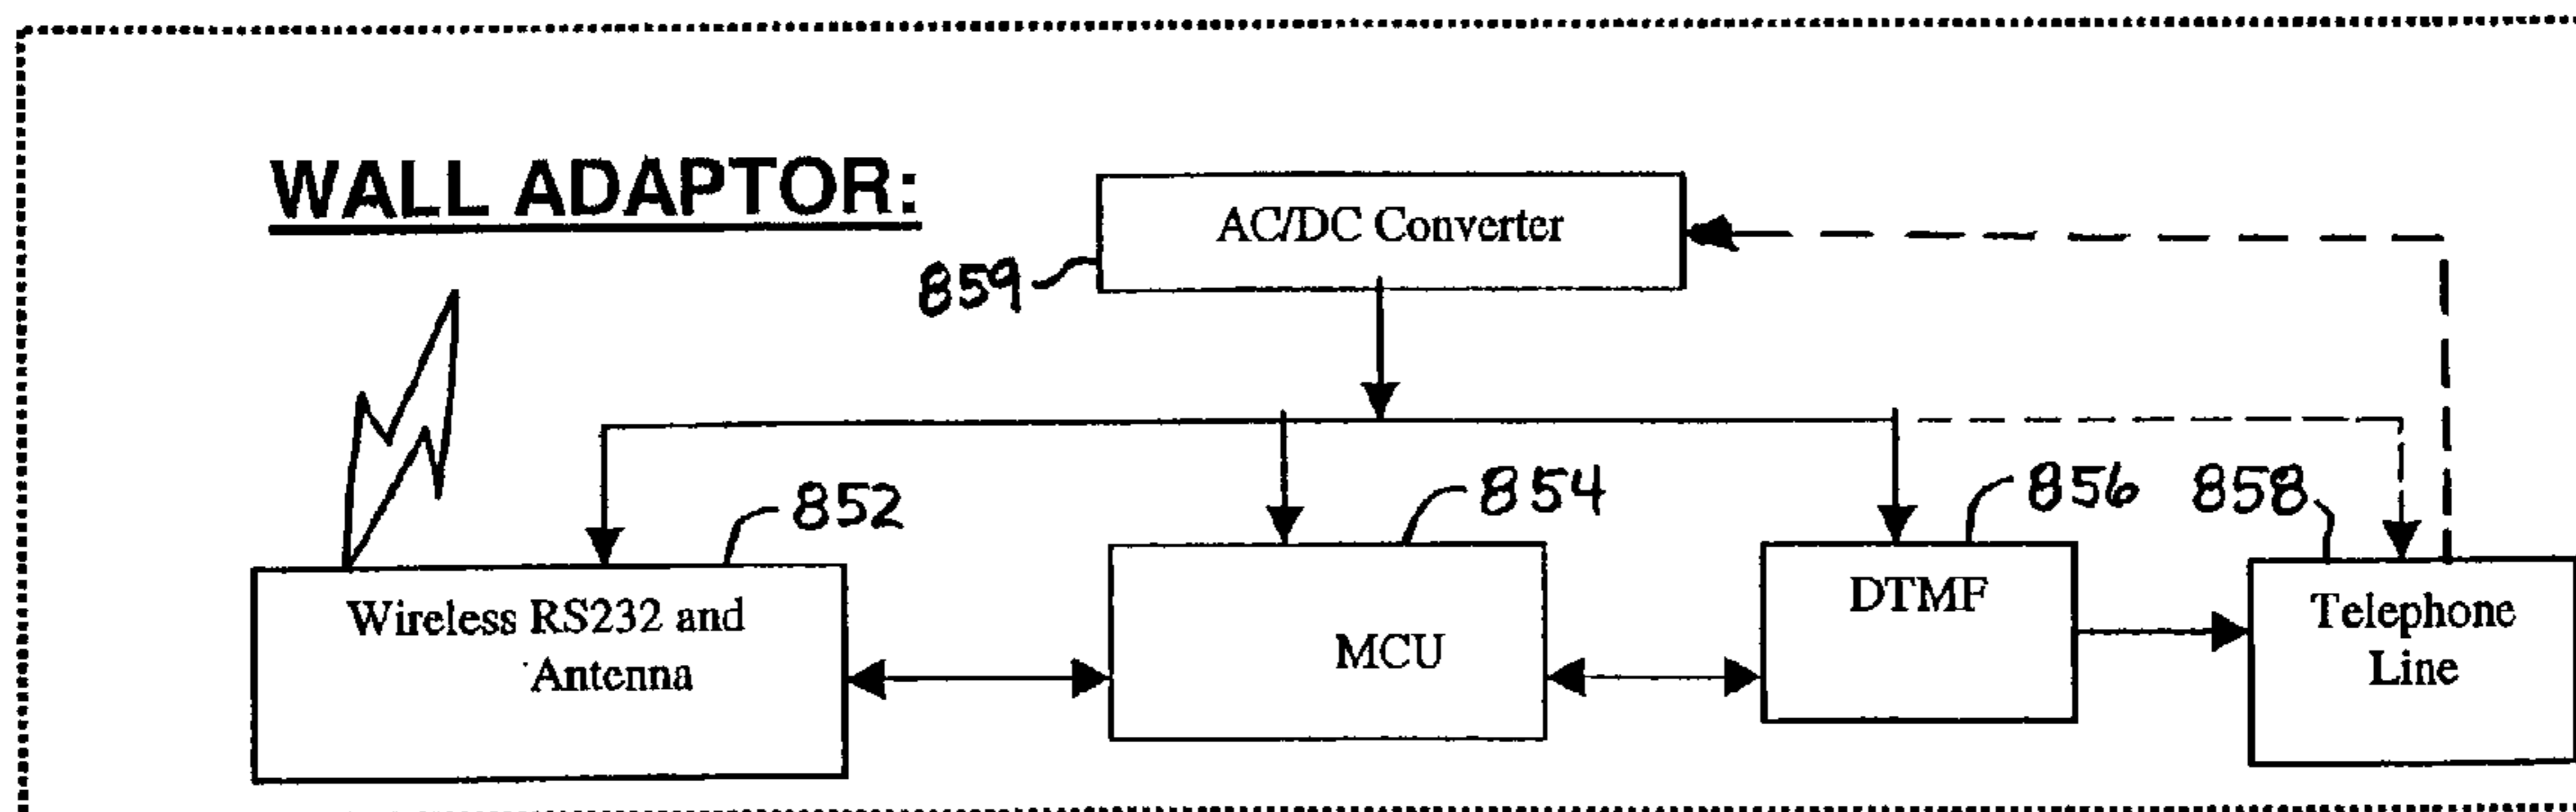 WALL ADAPTOR:
AC/DC Converter
859
852
854
856
858
Wireless RS232 and
Antenna
MCU
DTMF
Telephone
Line